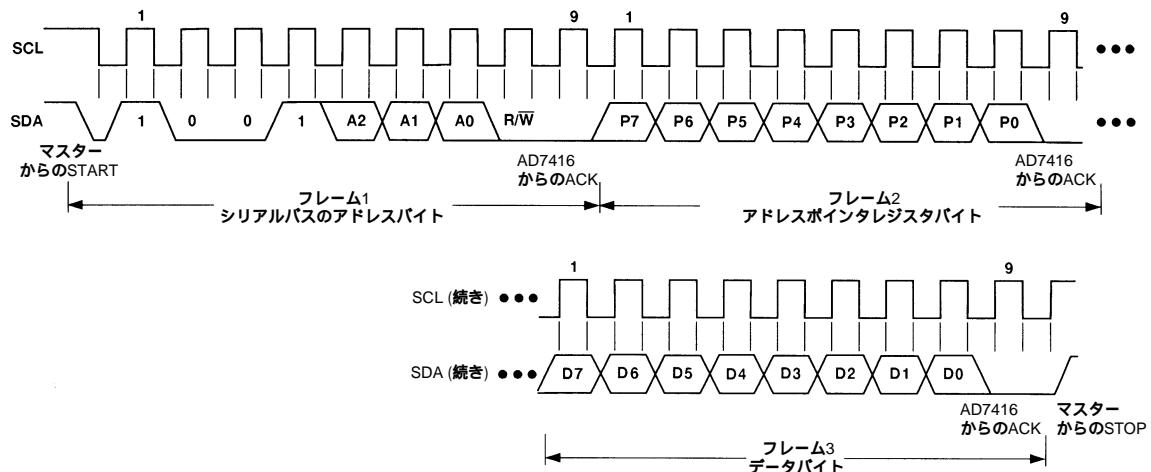 1 9 1 9
SCL
SDA 1 0 0 1 A2 A1 A0 R/W P7 P6 P5 P4 P3 P2 P1 P0
マスター
からのSTART
AD7416
からのACK
AD7416
からのACK
フレーム1
シリアルバスのアドレスバイト
フレーム2
アドレスポインタレジスタバイト
1 9
SCL (続き)
SDA (続き) D7 D6 D5 D4 D3 D2 D1 D0
AD7416
からのACK
マスター
からのSTOP
フレーム3
データバイト